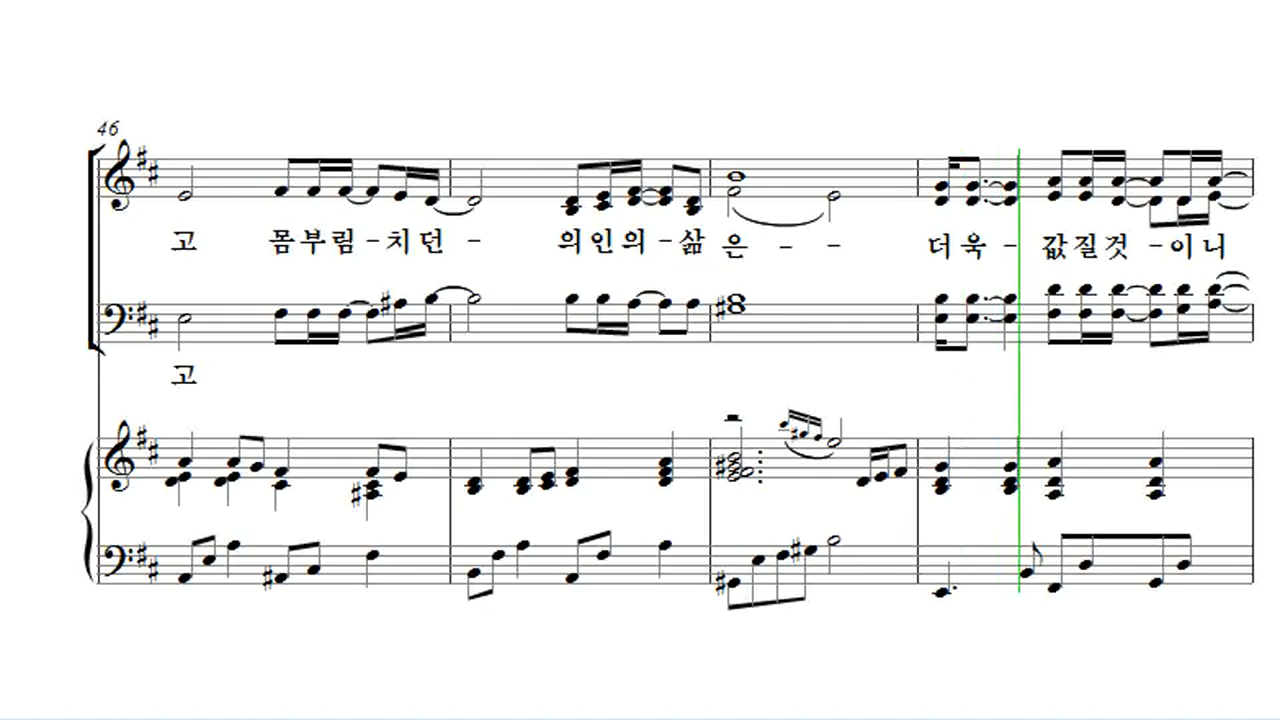 46
고 몸부림-치던 - 의인의-삶 은 - - 더욱 - 값질것 -이니
고